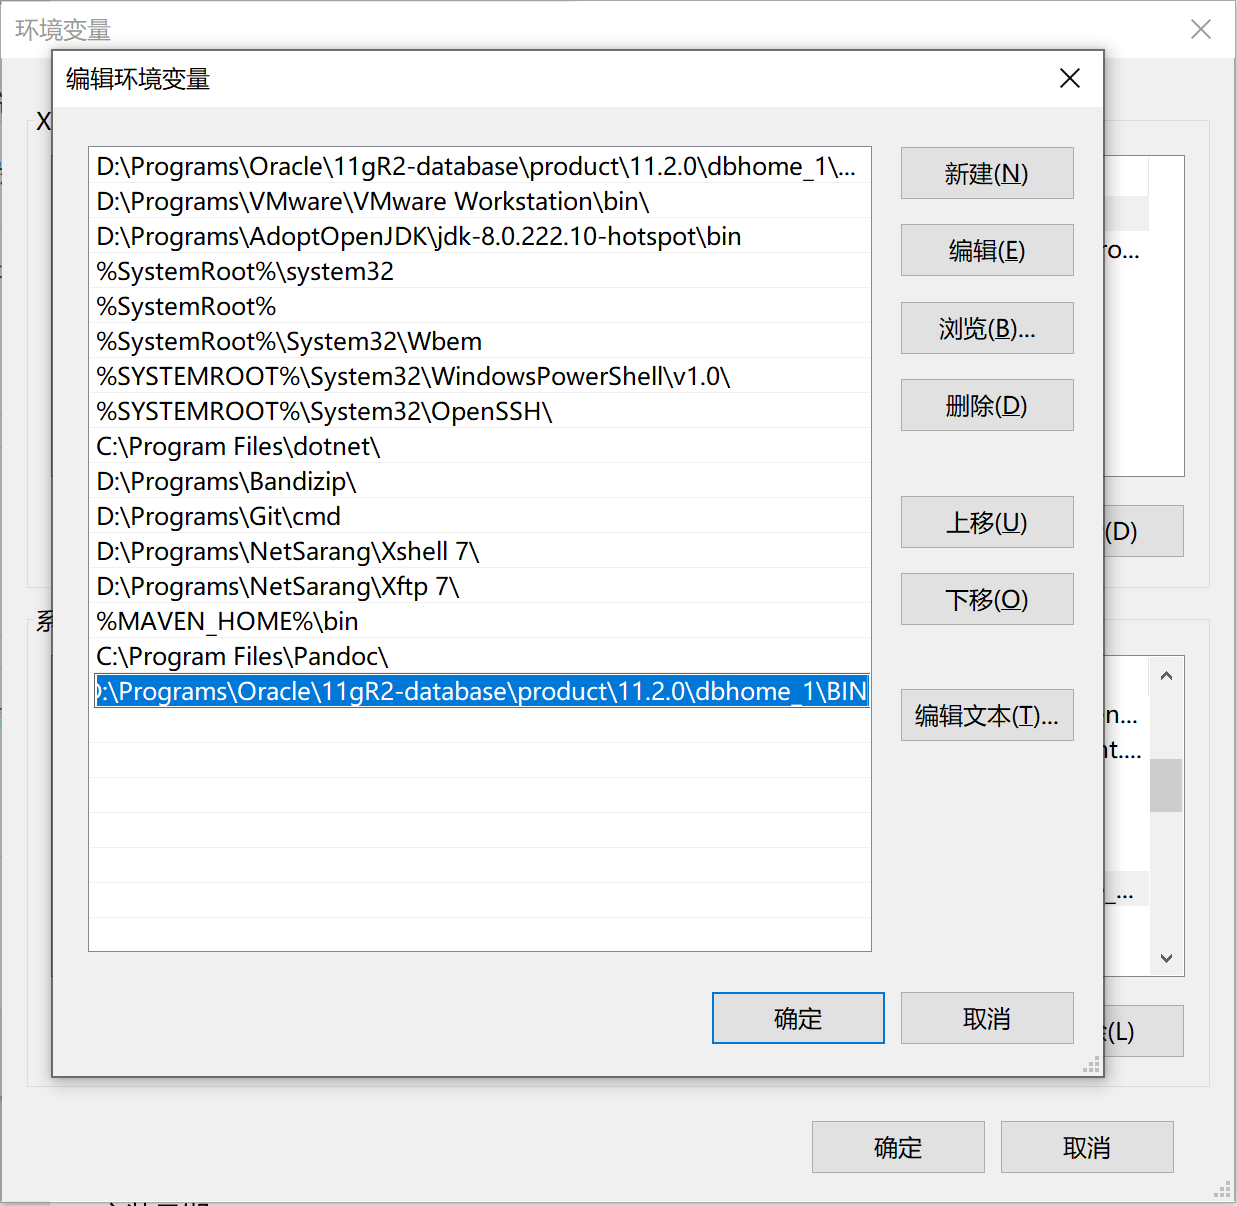 环境变量
编辑环境变量
X
D:\Programs\Oracle\11gR2-database\product\11.2.0\dbhome_1\...
D:\Programs\VMware\VMware Workstation\bin\
D:\Programs\AdoptOpenJDK\jdk-8.0.222.10-hotspot\bin
%SystemRoot%\system32
%SystemRoot%
%SystemRoot%\System32\Wbem
%SYSTEMROOT%\System32\WindowsPowerShell\v1.0\
%SYSTEMROOT%\System32\OpenSSH\
C:\Program Files\dotnet\
D:\Programs\Bandizip\
D:\Programs\Git\cmd
D:\Programs\NetSarang\Xshell 7\
D:\Programs\NetSarang\Xftp 7\
%MAVEN_HOME%\bin
C:\Program Files\Pandoc\
D:\Programs\Oracle\11gR2-database\product\11.2.0\dbhome_1\BIN
新建(N)
编辑(E)
浏览(B)...
删除(D)
上移(U)
下移(O)
编辑文本(T)...
确定
取消
ro...
(D)
系
n...
nt....
_...
(L)
确定
取消